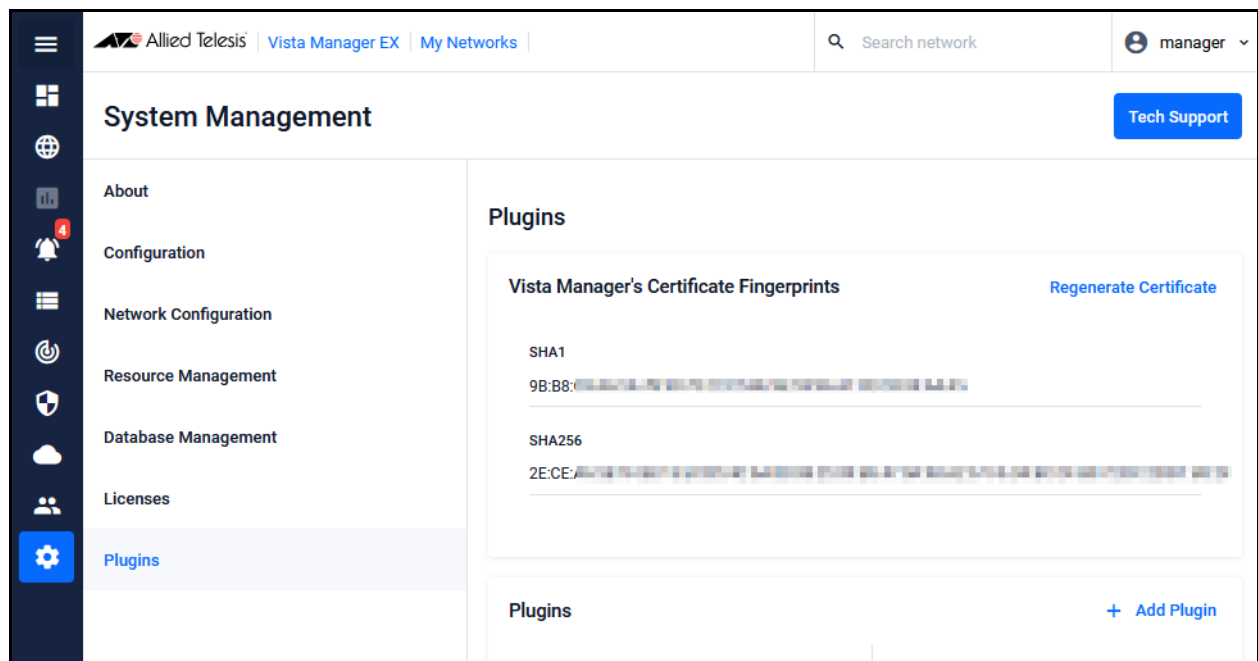 Allied Telesis Vista Manager EX My Networks Search network manager
System Management Tech Support
4
About
Configuration
Network Configuration
Resource Management
Database Management
Licenses
Plugins
Plugins
Vista Manager's Certificate Fingerprints Regenerate Certificate
SHA1
9B:B8:
SHA256
2E:CE:
Plugins + Add Plugin